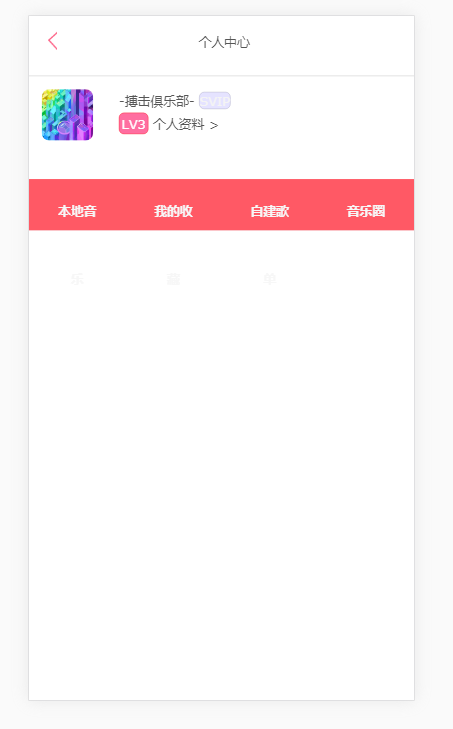 个人中心
-搏击俱乐部- SVIP
LV3 个人资料 >
本地音 我的收 自建歌 音乐圈
乐 藏 单